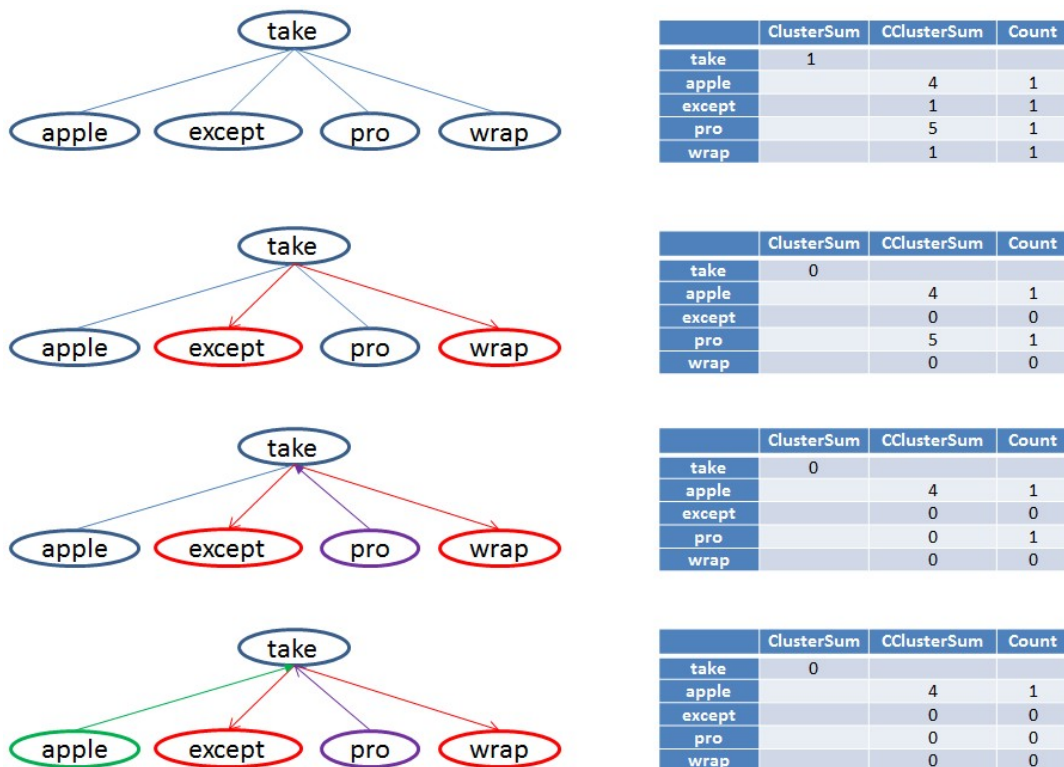 take
apple except pro wrap
ClusterSum CClusterSum Count
take 1
apple 4 1
except 1 1
pro 5 1
wrap 1 1
take
apple except pro wrap
ClusterSum CClusterSum Count
take 0
apple 4 1
except 0 0
pro 5 1
wrap 0 0
take
apple except pro wrap
ClusterSum CClusterSum Count
take 0
apple 4 1
except 0 0
pro 0 1
wrap 0 0
take
apple except pro wrap
ClusterSum CClusterSum Count
take 0
apple 4 1
except 0 0
pro 0 0
wrap 0 0